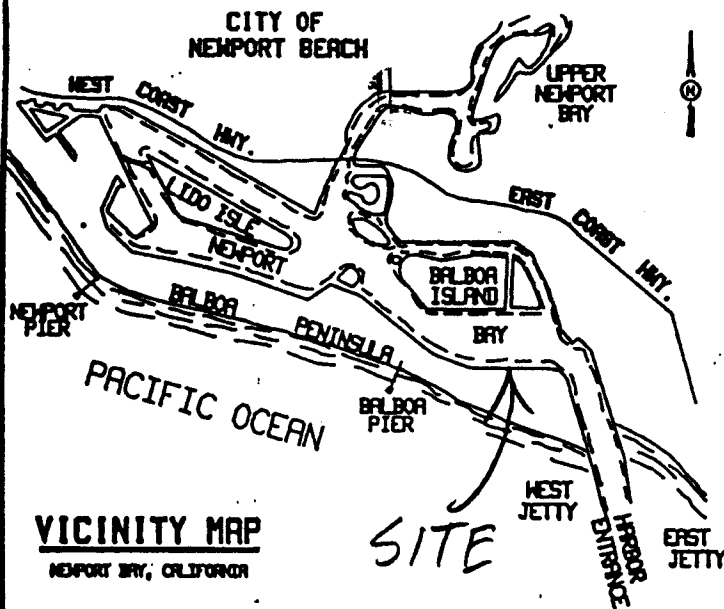 CITY OF
NEWPORT BEACH
WEST COAST HWY.
UPPER
NEWPORT
BAY
N
EAST COAST HWY.
LIDO ISLE
NEWPORT
BALBOA
ISLAND
BAY
NEWPORT
PIER
BALBOA PENINSULA
PACIFIC OCEAN
BALBOA
PIER
WEST
JETTY
HARBOR
ENTRANCE
EAST
JETTY
SITE
VICINITY MAP
NEWPORT BAY, CALIFORNIA